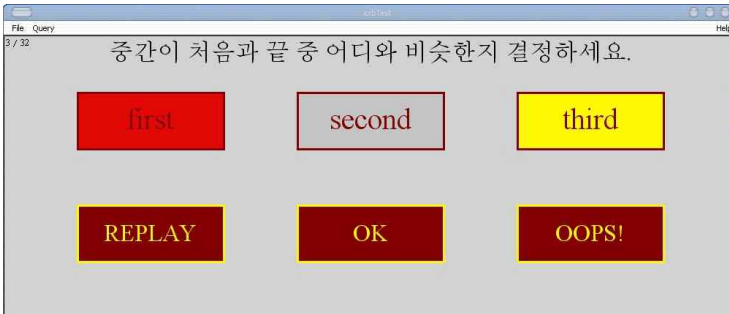 File Query
Help
3 / 32
중간이 처음과 끝 중 어디와 비슷한지 결정하세요.
first second third
REPLAY OK OOPS!